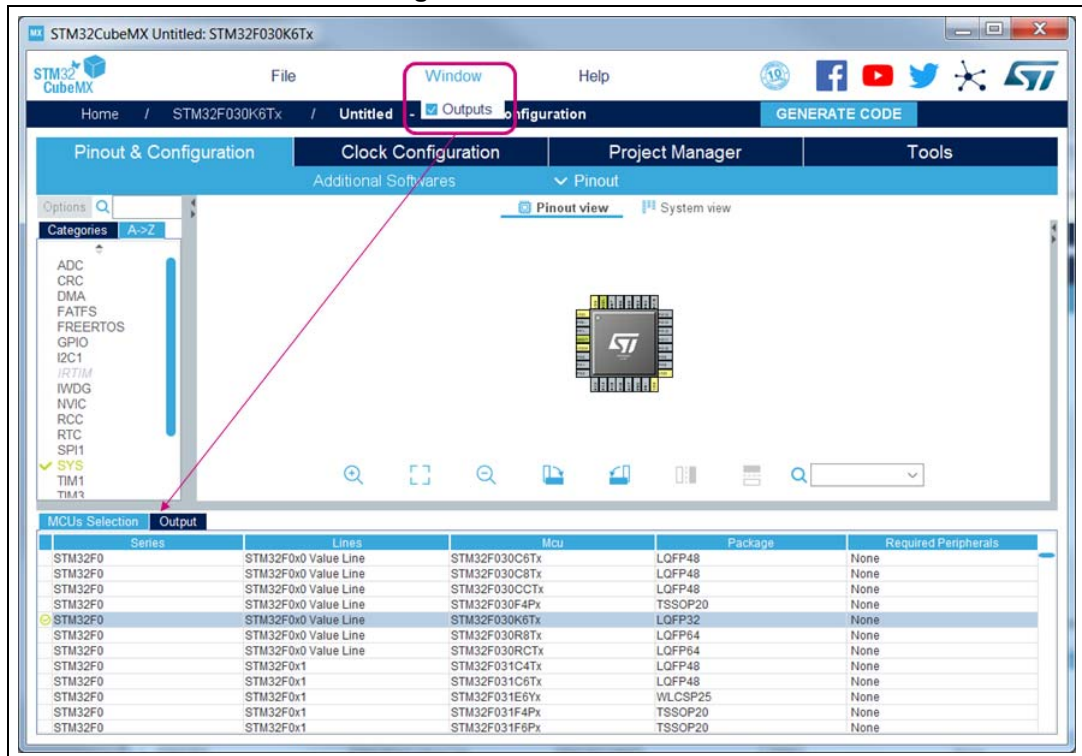 STM32CubeMX Untitled: STM32F030K6Tx
STM32 CubeMX
File
Window
Help
10
Outputs
Home / STM32F030K6Tx / Untitled - onfiguration
GENERATE CODE
Pinout & Configuration
Clock Configuration
Project Manager
Tools
Additional Softwares
Pinout
Options
Pinout view
System view
Categories
A->Z
ADC
CRC
DMA
FATFS
FREERTOS
GPIO
I2C1
IRTIM
IWDG
NVIC
RCC
RTC
SPI1
SYS
TIM1
TIM3
MCUs Selection
Output
Series Lines Mcu Package Required Peripherals
STM32F0 STM32F0x0 Value Line STM32F030C6Tx LQFP48 None
STM32F0 STM32F0x0 Value Line STM32F030C8Tx LQFP48 None
STM32F0 STM32F0x0 Value Line STM32F030CCTx LQFP48 None
STM32F0 STM32F0x0 Value Line STM32F030F4Px TSSOP20 None
STM32F0 STM32F0x0 Value Line STM32F030K6Tx LQFP32 None
STM32F0 STM32F0x0 Value Line STM32F030R8Tx LQFP64 None
STM32F0 STM32F0x0 Value Line STM32F030RCTx LQFP64 None
STM32F0 STM32F0x1 STM32F031C4Tx LQFP48 None
STM32F0 STM32F0x1 STM32F031C6Tx LQFP48 None
STM32F0 STM32F0x1 STM32F031E6Yx WLCSP25 None
STM32F0 STM32F0x1 STM32F031F4Px TSSOP20 None
STM32F0 STM32F0x1 STM32F031F6Px TSSOP20 None